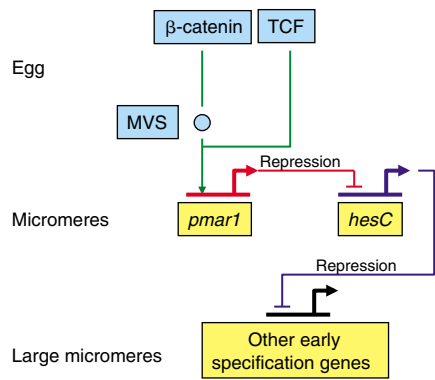 β-catenin
TCF
Egg
MVS
Repression
Micromeres
pmar1
hesC
Repression
Large micromeres
Other early
specification genes